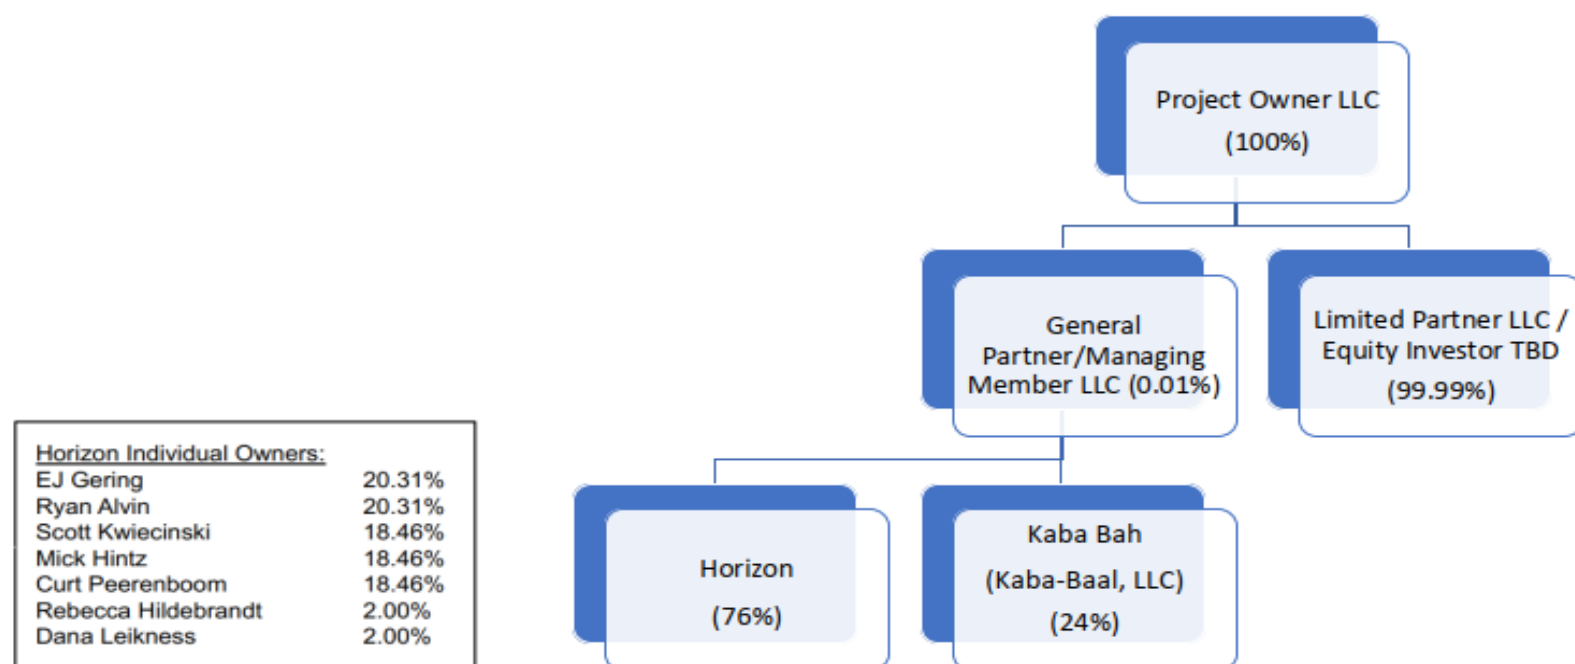 Project Owner LLC
(100%)
General
Partner/Managing
Member LLC (0.01%)
Limited Partner LLC /
Equity Investor TBD
(99.99%)
Horizon
(76%)
Kaba Bah
(Kaba-Baal, LLC)
(24%)
Horizon Individual Owners:
EJ Gering 20.31%
Ryan Alvin 20.31%
Scott Kwiecinski 18.46%
Mick Hintz 18.46%
Curt Peerenboom 18.46%
Rebecca Hildebrandt 2.00%
Dana Leikness 2.00%